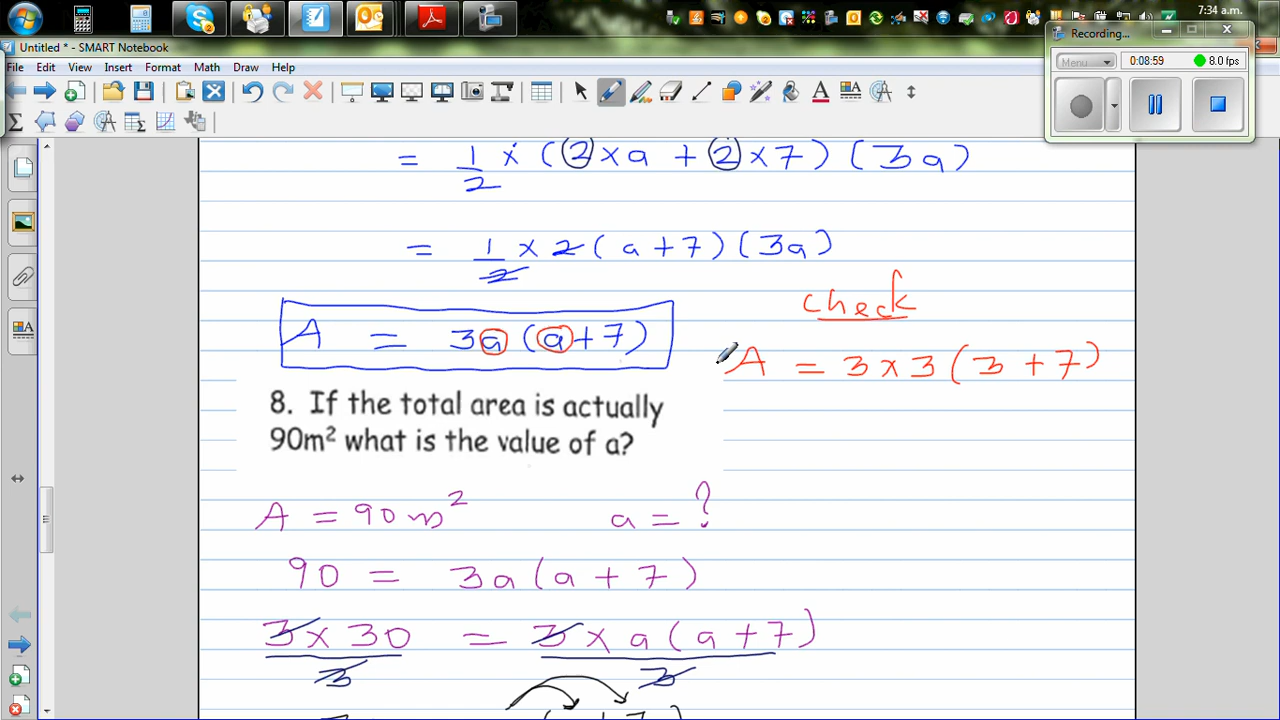 7:34 a.m.
Untitled * - SMART Notebook
Recording...
File Edit View Insert Format Math Draw Help
Menu 0:08:59 8.0 fps
= 1/2 × (2 × a + 2 × 7) (3a)
= 1/2 × 2 (a + 7) (3a)
check
A = 3a (a + 7)
A = 3 × 3 (3 + 7)
8. If the total area is actually
90m² what is the value of a?
A = 90 m² a = ?
90 = 3a (a + 7)
3 × 30 = 3 × a (a + 7)
3 3